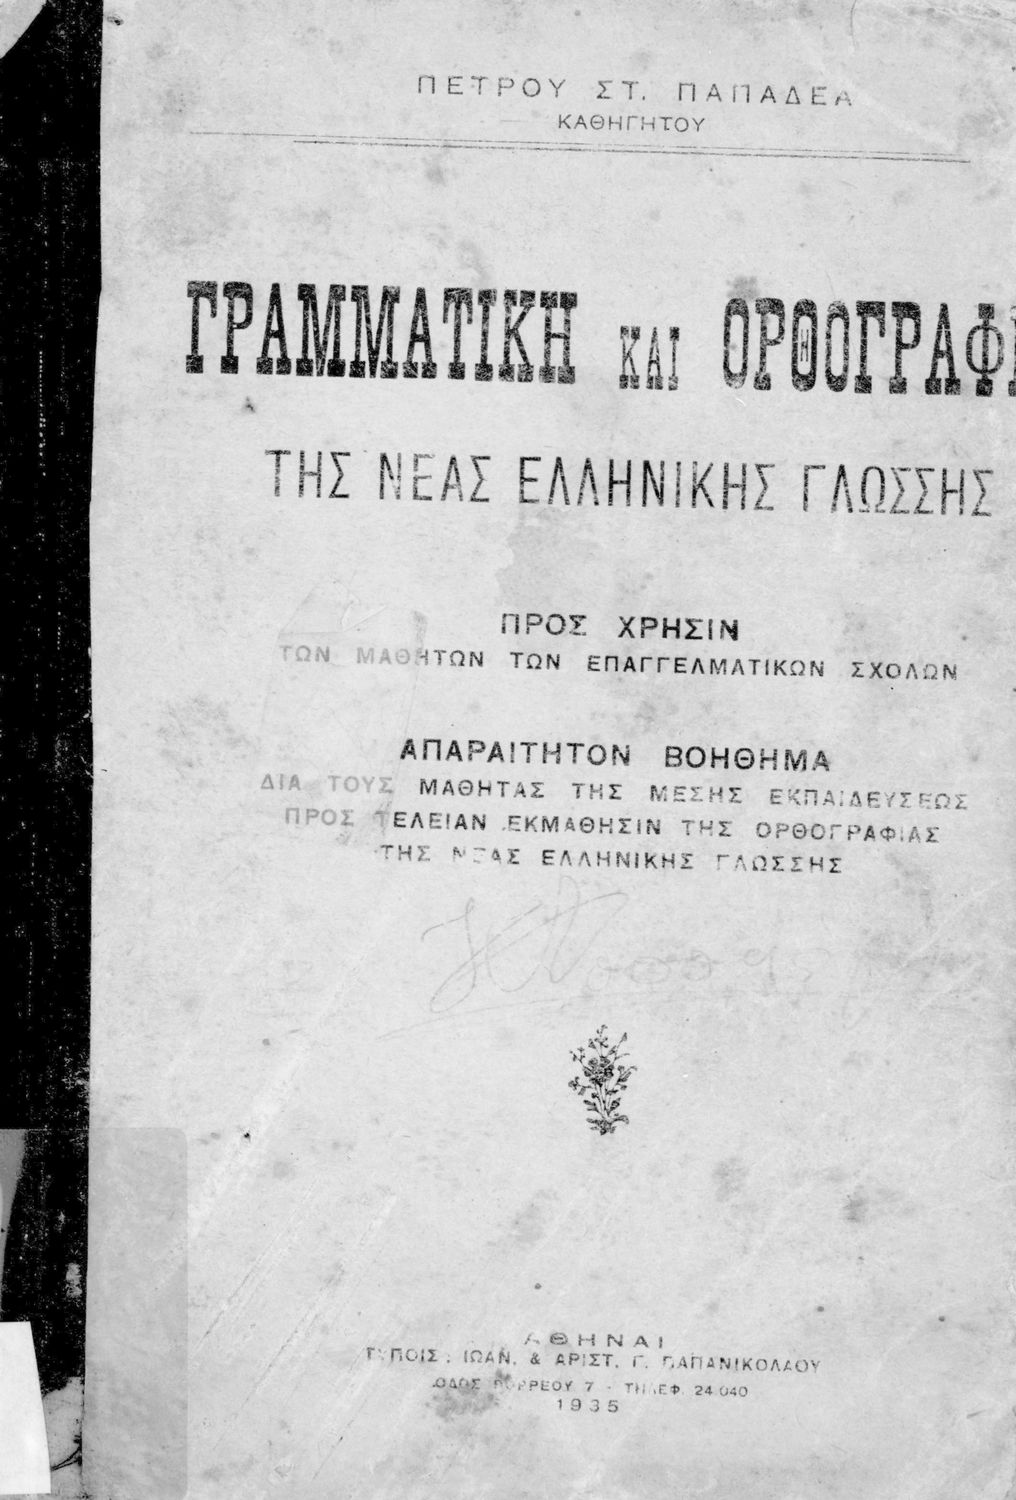 ΠΕΤΡΟΥ ΣΤ. ΠΑΠΑΔΕΑ
ΚΑΘΗΓΗΤΟΥ
ΓΡΑΜΜΑΤΙΚΗ ΚΑΙ ΟΡΘΟΓΡΑΦΙ
ΤΗΣ ΝΕΑΣ ΕΛΛΗΝΙΚΗΣ ΓΛΩΣΣΗΣ
ΠΡΟΣ ΧΡΗΣΙΝ
ΤΩΝ ΜΑΘΗΤΩΝ ΤΩΝ ΕΠΑΓΓΕΛΜΑΤΙΚΩΝ ΣΧΟΛΩΝ
ΑΠΑΡΑΙΤΗΤΟΝ ΒΟΗΘΗΜΑ
ΔΙΑ ΤΟΥΣ ΜΑΘΗΤΑΣ ΤΗΣ ΜΕΣΗΣ ΕΚΠΑΙΔΕΥΣΕΩΣ
ΠΡΟΣ ΤΕΛΕΙΑΝ ΕΚΜΑΘΗΣΙΝ ΤΗΣ ΟΡΘΟΓΡΑΦΙΑΣ
ΤΗΣ ΝΕΑΣ ΕΛΛΗΝΙΚΗΣ ΓΛΩΣΣΗΣ
ΑΘΗΝΑΙ
ΤΥΠΟΙΣ: ΙΩΑΝ. & ΑΡΙΣΤ. Γ. ΠΑΠΑΝΙΚΟΛΑΟΥ
ΟΔΟΣ ΒΟΡΡΕΟΥ 7 - ΤΗΛΕΦ. 24.040
1935